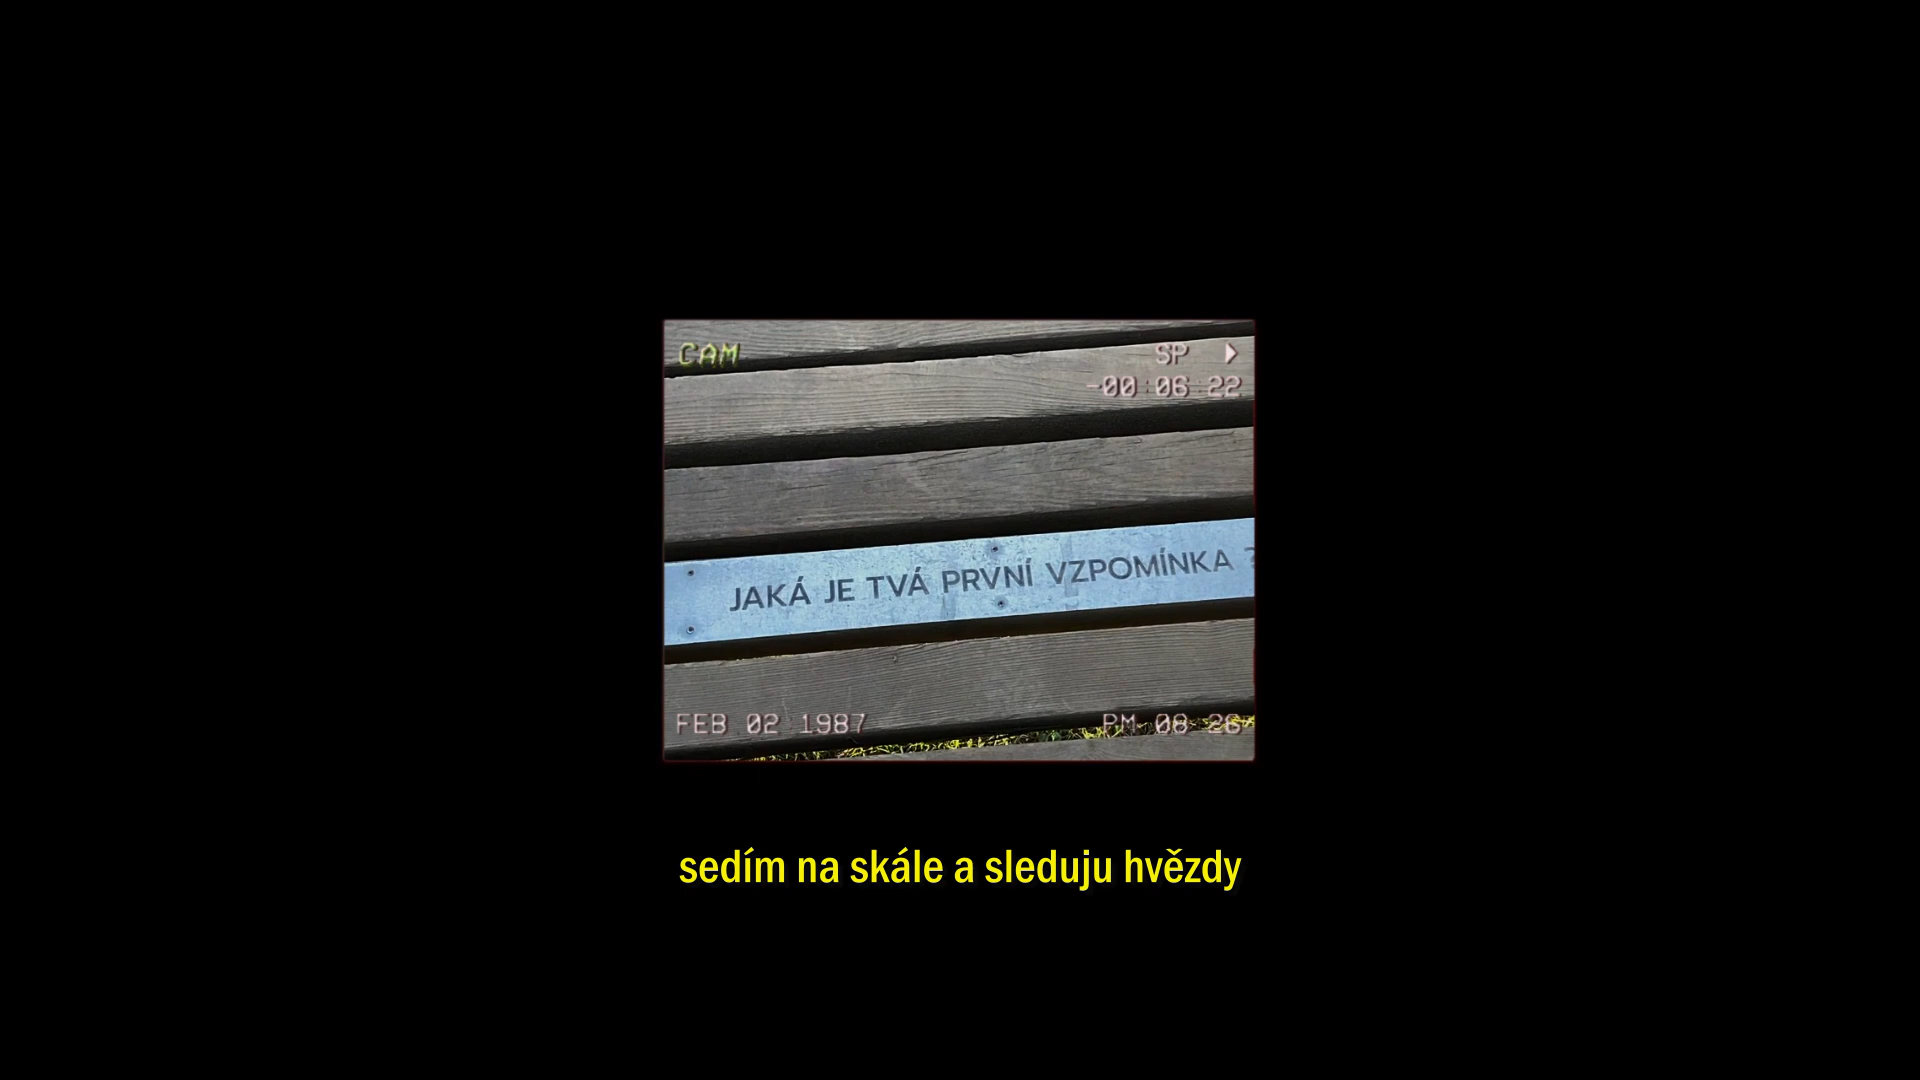 CAM
SP
-00:06:22
JAKÁ JE TVÁ PRVNÍ VZPOMÍNKA ?
FEB 02 1987
PM 08 26
sedím na skále a sleduju hvězdy